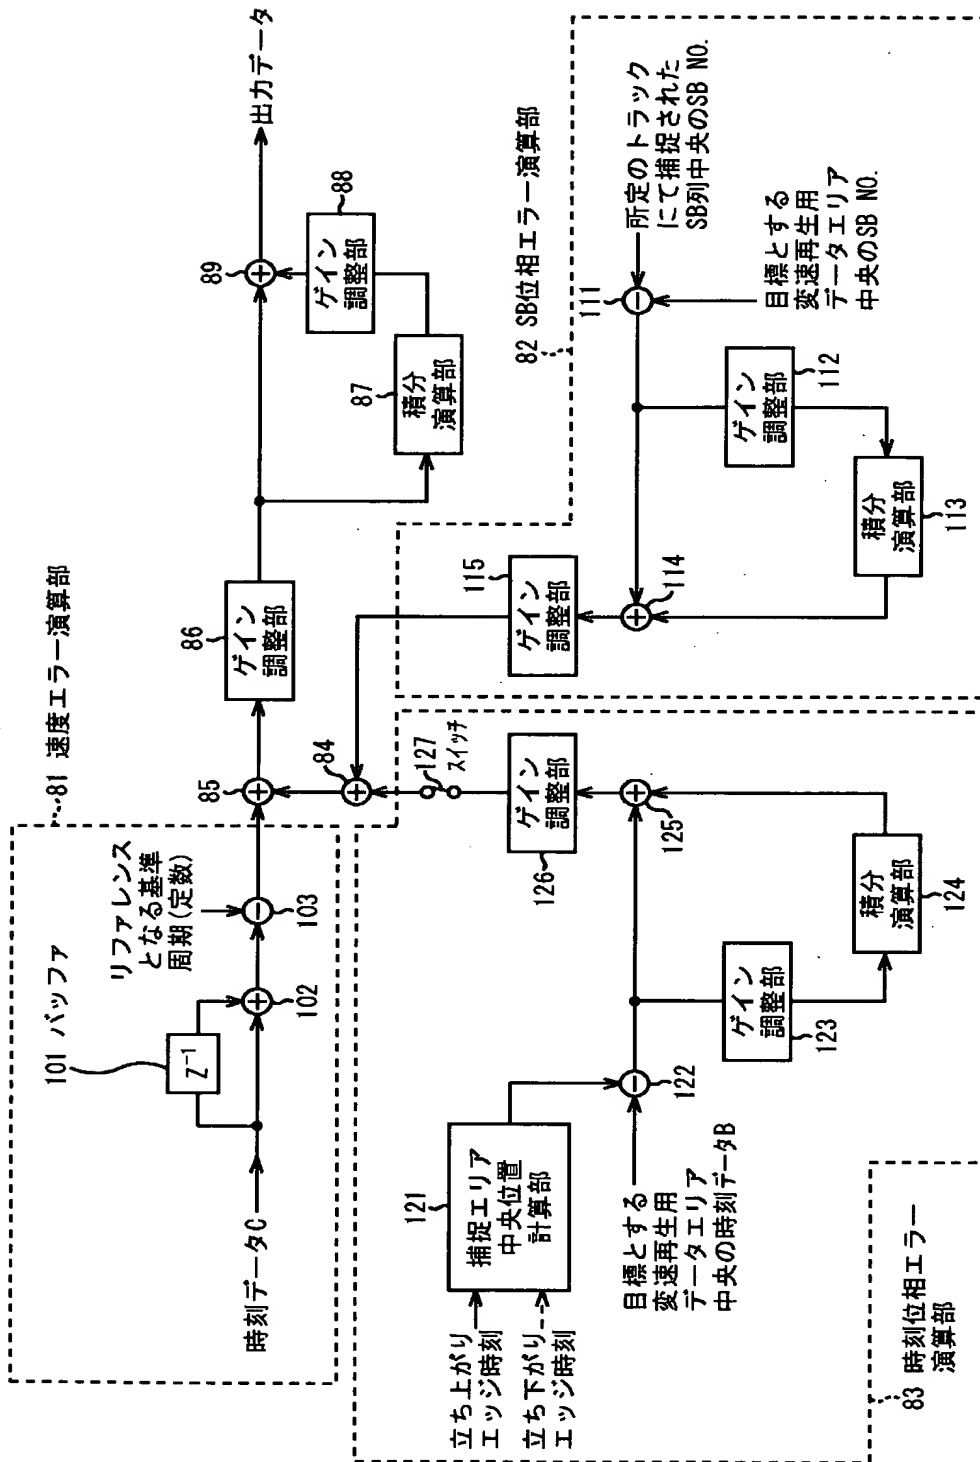 81 速度エラー演算部
101 バッファ
Z⁻¹
時刻データC
リファレンス
となる基準
周期(定数)
102
103
85
86
ゲイン
調整部
89
出力データ
88
ゲイン
調整部
87
積分
演算部
84
127
スイッチ
82 SB位相エラー演算部
所定のトラック
にて捕捉された
SB列中央のSB NO.
111
目標とする
変速再生用
データエリア
中央のSB NO.
112
ゲイン
調整部
113
積分
演算部
114
115
ゲイン
調整部
83 時刻位相エラー
演算部
立ち上がり
エッジ時刻
立ち下がり
エッジ時刻
121
捕捉エリア
中央位置
計算部
目標とする
変速再生用
データエリア
中央の時刻データB
122
123
ゲイン
調整部
124
積分
演算部
125
126
ゲイン
調整部